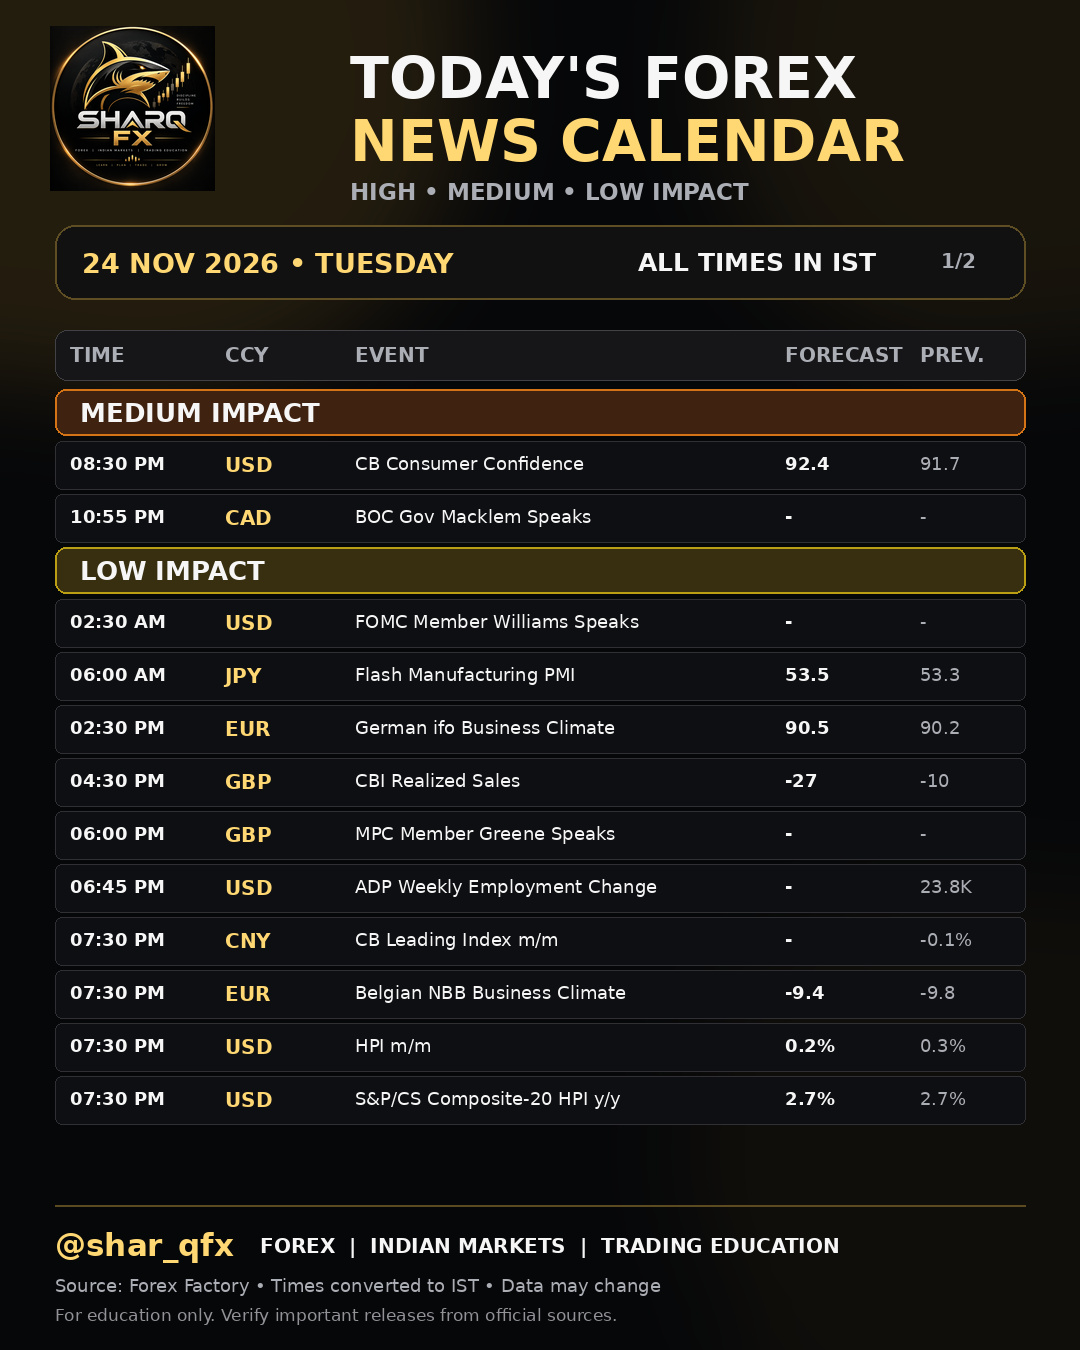 SHARQ
FX
FOREX | INDIAN MARKETS | TRADING EDUCATION
TODAY'S FOREX
NEWS CALENDAR
HIGH • MEDIUM • LOW IMPACT
24 NOV 2026 • TUESDAY ALL TIMES IN IST 1/2
TIME CCY EVENT FORECAST PREV.
MEDIUM IMPACT
08:30 PM USD CB Consumer Confidence 92.4 91.7
10:55 PM CAD BOC Gov Macklem Speaks - -
LOW IMPACT
02:30 AM USD FOMC Member Williams Speaks - -
06:00 AM JPY Flash Manufacturing PMI 53.5 53.3
02:30 PM EUR German ifo Business Climate 90.5 90.2
04:30 PM GBP CBI Realized Sales -27 -10
06:00 PM GBP MPC Member Greene Speaks - -
06:45 PM USD ADP Weekly Employment Change - 23.8K
07:30 PM CNY CB Leading Index m/m - -0.1%
07:30 PM EUR Belgian NBB Business Climate -9.4 -9.8
07:30 PM USD HPI m/m 0.2% 0.3%
07:30 PM USD S&P/CS Composite-20 HPI y/y 2.7% 2.7%
@shar_qfx FOREX | INDIAN MARKETS | TRADING EDUCATION
Source: Forex Factory • Times converted to IST • Data may change
For education only. Verify important releases from official sources.